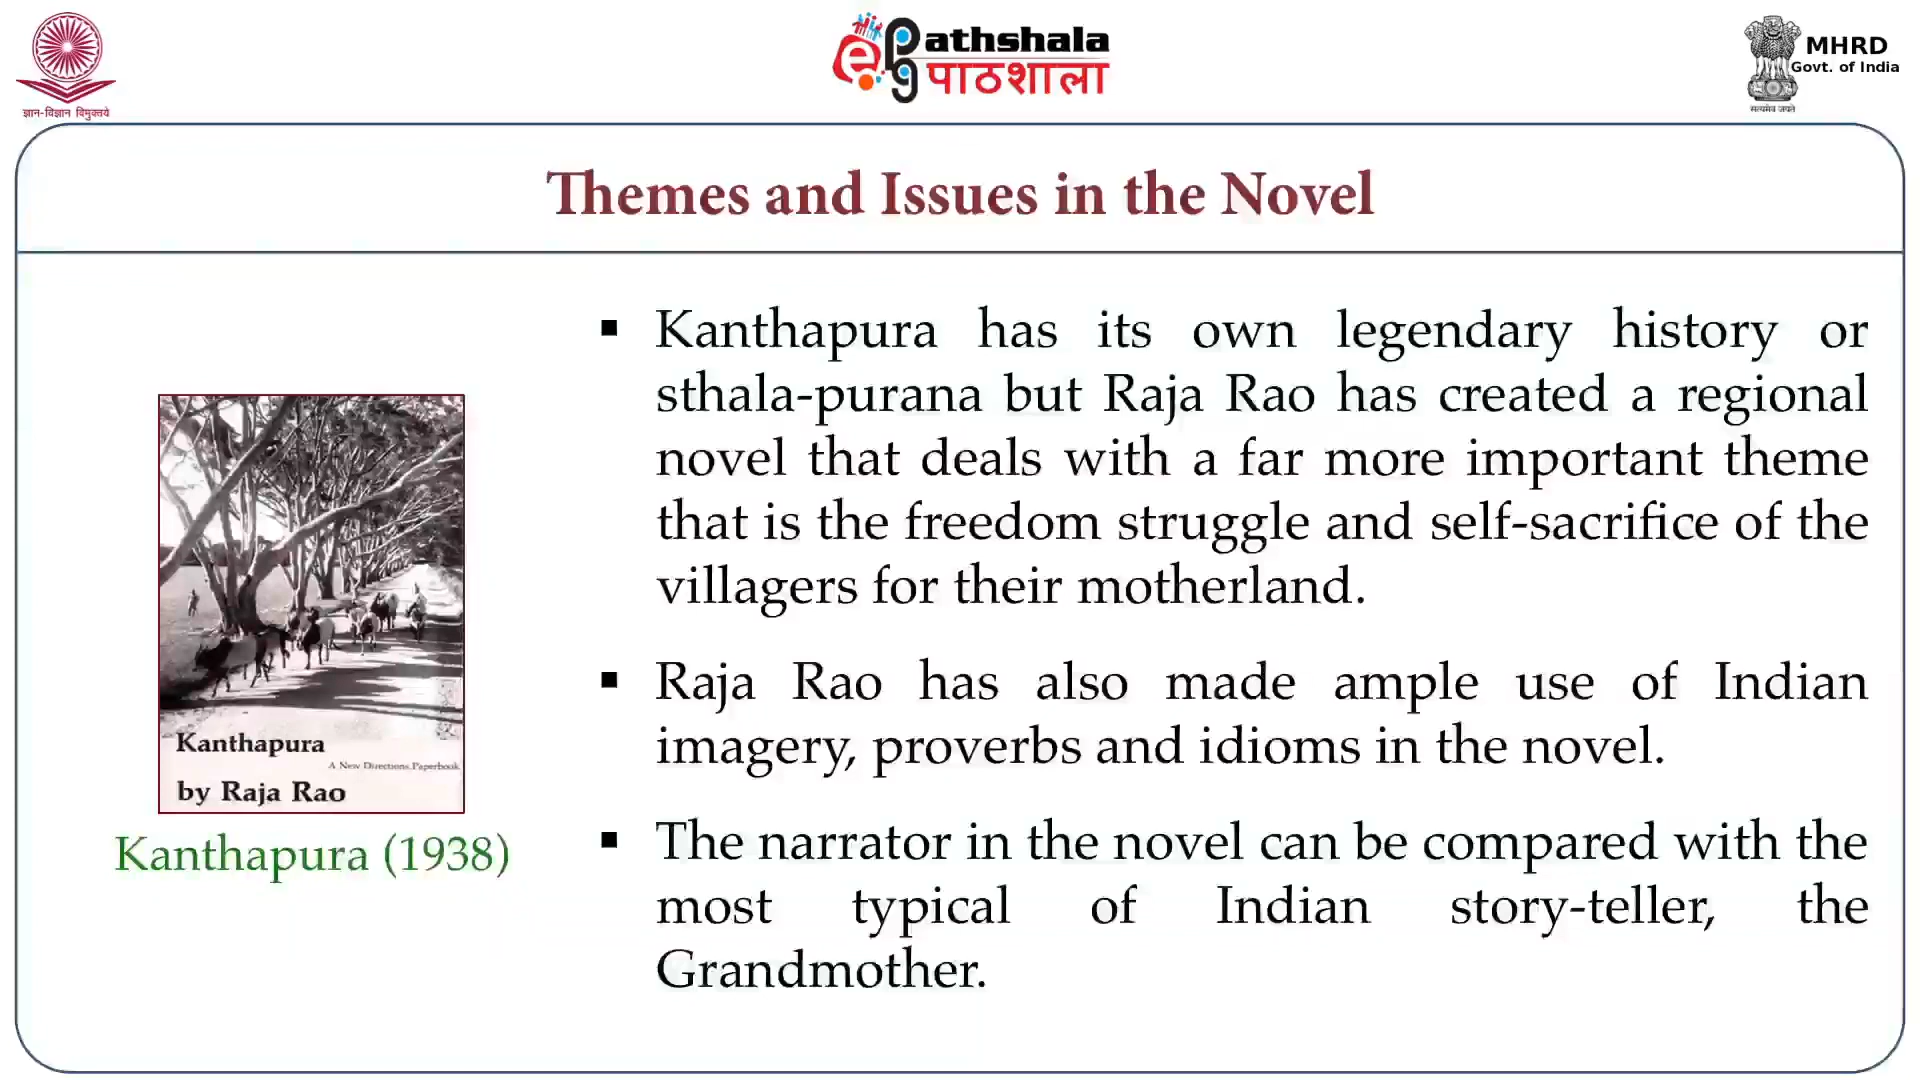 ज्ञान-विज्ञान विमुक्तये
ePg
athshala
पाठशाला
MHRD
Govt. of India
सत्यमेव जयते
Themes and Issues in the Novel
Kanthapura
A New Directions Paperbook
by Raja Rao
Kanthapura (1938)
▪ Kanthapura has its own legendary history or
sthala-purana but Raja Rao has created a regional
novel that deals with a far more important theme
that is the freedom struggle and self-sacrifice of the
villagers for their motherland.
▪ Raja Rao has also made ample use of Indian
imagery, proverbs and idioms in the novel.
▪ The narrator in the novel can be compared with the
most typical of Indian story-teller, the
Grandmother.